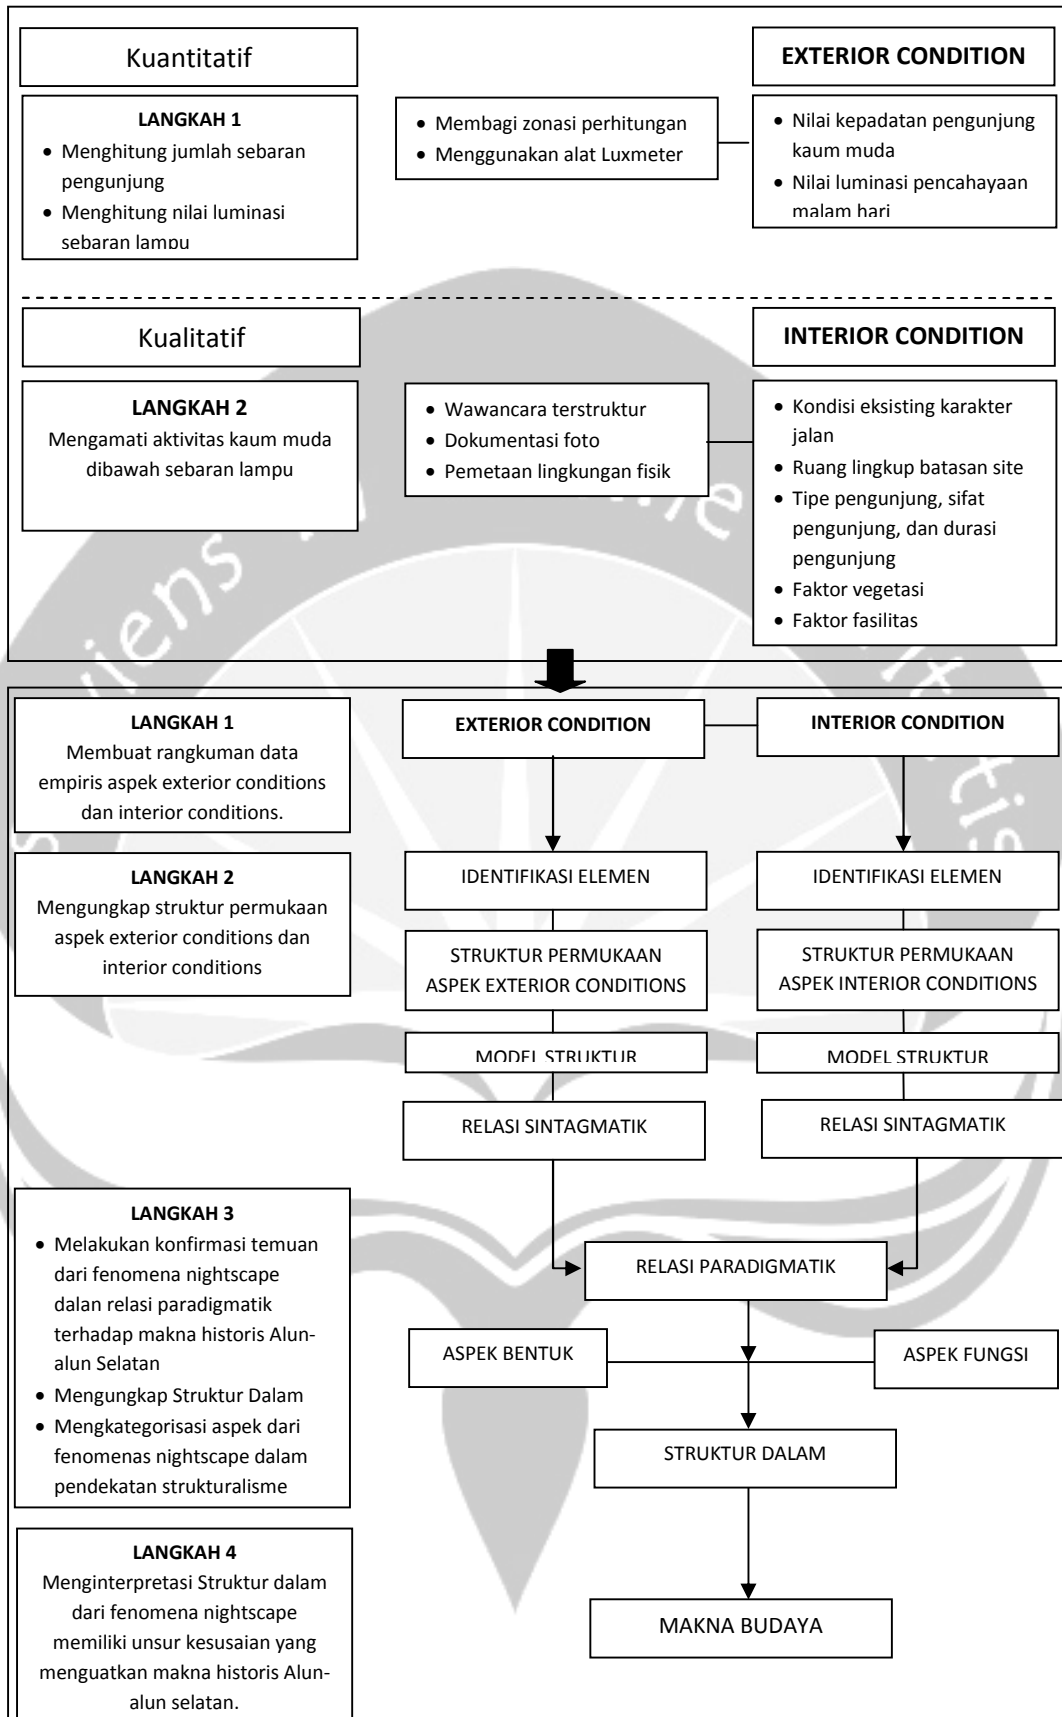 Kuantitatif
EXTERIOR CONDITION
LANGKAH 1
• Menghitung jumlah sebaran
pengunjung
• Menghitung nilai luminasi
sebaran lampu
• Membagi zonasi perhitungan
• Menggunakan alat Luxmeter
• Nilai kepadatan pengunjung
kaum muda
• Nilai luminasi pencahayaan
malam hari
Kualitatif
INTERIOR CONDITION
LANGKAH 2
Mengamati aktivitas kaum muda
dibawah sebaran lampu
• Wawancara terstruktur
• Dokumentasi foto
• Pemetaan lingkungan fisik
• Kondisi eksisting karakter
jalan
• Ruang lingkup batasan site
• Tipe pengunjung, sifat
pengunjung, dan durasi
pengunjung
• Faktor vegetasi
• Faktor fasilitas
LANGKAH 1
Membuat rangkuman data
empiris aspek exterior conditions
dan interior conditions.
EXTERIOR CONDITION
INTERIOR CONDITION
LANGKAH 2
Mengungkap struktur permukaan
aspek exterior conditions dan
interior conditions
IDENTIFIKASI ELEMEN
IDENTIFIKASI ELEMEN
STRUKTUR PERMUKAAN
ASPEK EXTERIOR CONDITIONS
STRUKTUR PERMUKAAN
ASPEK INTERIOR CONDITIONS
MODEL STRUKTUR
MODEL STRUKTUR
RELASI SINTAGMATIK
RELASI SINTAGMATIK
LANGKAH 3
• Melakukan konfirmasi temuan
dari fenomena nightscape
dalan relasi paradigmatik
terhadap makna historis Alun-
alun Selatan
• Mengungkap Struktur Dalam
• Mengkategorisasi aspek dari
fenomenas nightscape dalam
pendekatan strukturalisme
RELASI PARADIGMATIK
ASPEK BENTUK
ASPEK FUNGSI
STRUKTUR DALAM
LANGKAH 4
Menginterpretasi Struktur dalam
dari fenomena nightscape
memiliki unsur kesusaian yang
menguatkan makna historis Alun-
alun selatan.
MAKNA BUDAYA